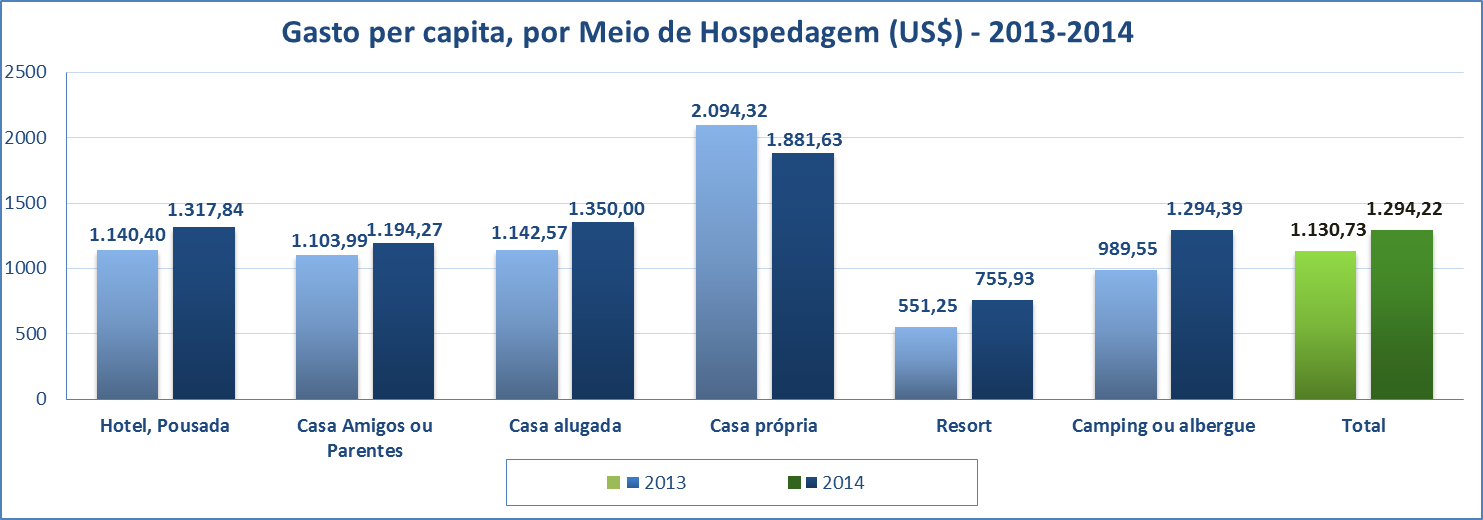 Gasto per capita, por Meio de Hospedagem (US$) - 2013-2014
2500
2000
1500
1000
500
0
1.140,40
1.317,84
1.103,99
1.194,27
1.142,57
1.350,00
2.094,32
1.881,63
551,25
755,93
989,55
1.294,39
1.130,73
1.294,22
Hotel, Pousada
Casa Amigos ou
Parentes
Casa alugada
Casa própria
Resort
Camping ou albergue
Total
2013
2014